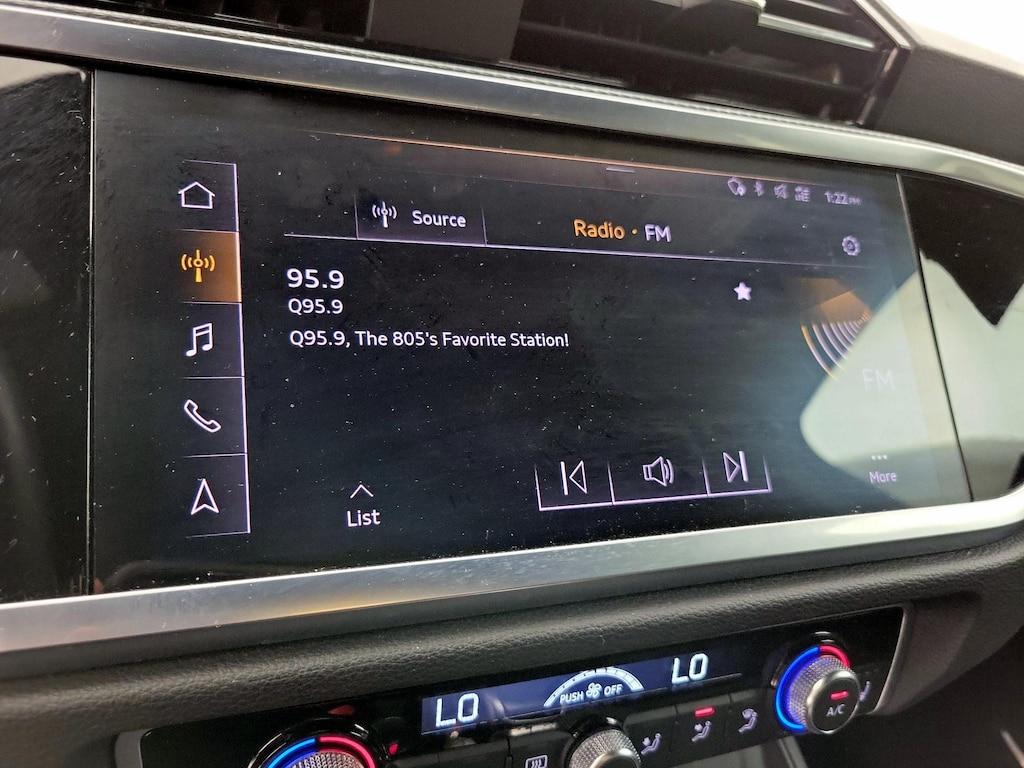 1:22 PM
Source
Radio · FM
95.9
Q95.9
Q95.9, The 805's Favorite Station!
FM
More
List
LO
PUSH OFF
LO
A/C